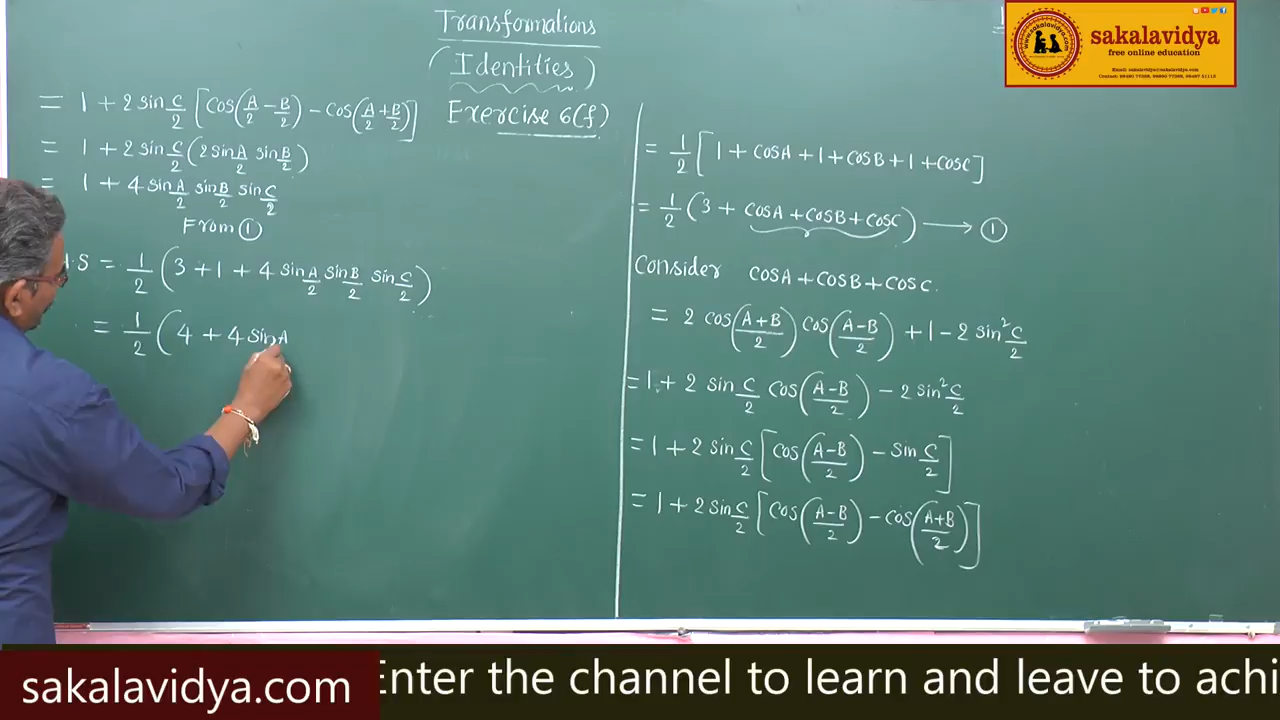 Transformations
(Identities)
Exercise 6(f)
= 1 + 2 sin C/2 [cos(A/2 − B/2) − cos(A/2 + B/2)]
= 1 + 2 sin C/2 (2 sin A/2 sin B/2)
= 1 + 4 sin A/2 sin B/2 sin C/2
From ①
.S = 1/2 (3 + 1 + 4 sin A/2 sin B/2 sin C/2)
= 1/2 (4 + 4 sin A
= 1/2 [1 + cosA + 1 + cosB + 1 + cosC]
= 1/2 (3 + cosA + cosB + cosC) ⟶ ①
Consider cosA + cosB + cosC.
= 2 cos((A+B)/2) cos((A−B)/2) + 1 − 2 sin² C/2
= 1 + 2 sin C/2 cos((A−B)/2) − 2 sin² C/2
= 1 + 2 sin C/2 [cos((A−B)/2) − sin C/2]
= 1 + 2 sin C/2 [cos((A−B)/2) − cos((A+B)/2)]
sakalavidya
free online education
sakalavidya.com
Enter the channel to learn and leave to achi